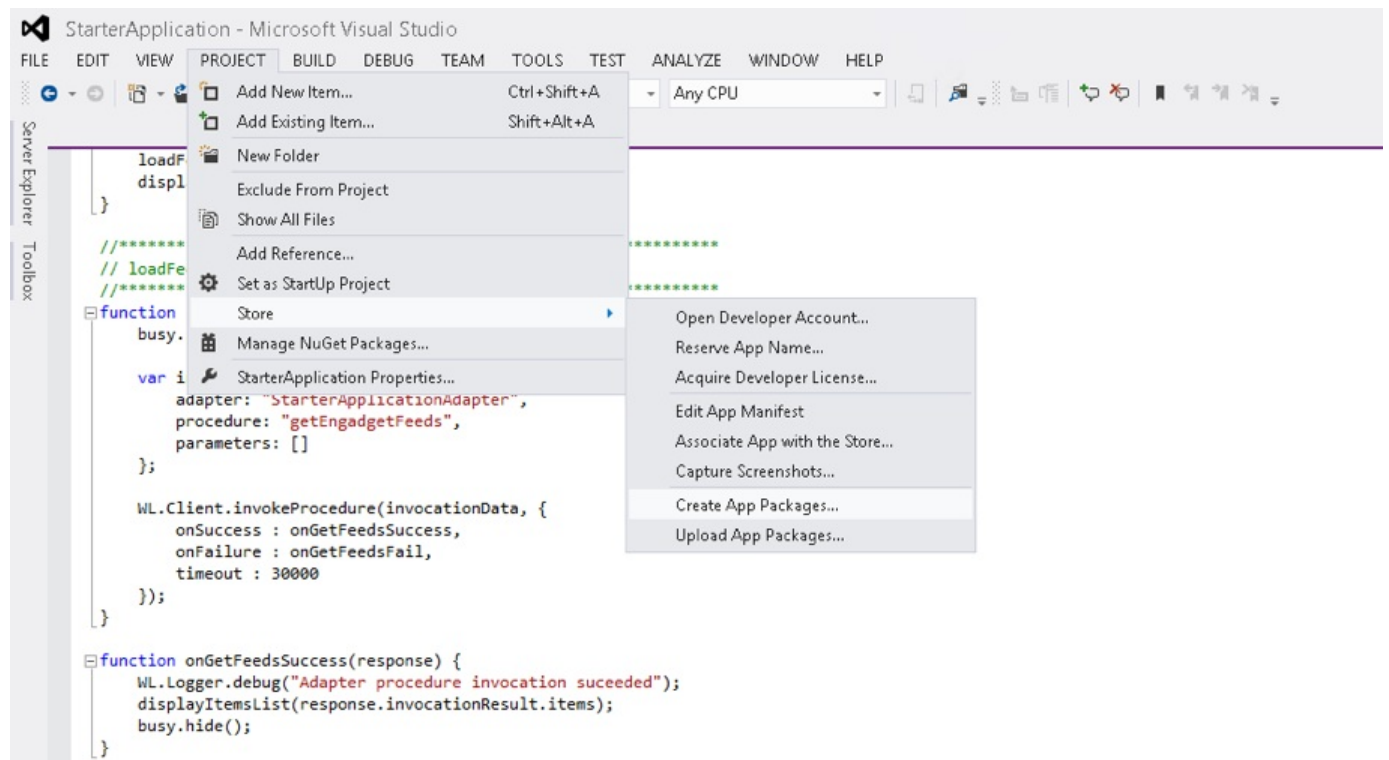 StarterApplication - Microsoft Visual Studio
FILE EDIT VIEW PROJECT BUILD DEBUG TEAM TOOLS TEST ANALYZE WINDOW HELP
Any CPU
Server Explorer
Toolbox
Add New Item... Ctrl+Shift+A
Add Existing Item... Shift+Alt+A
New Folder
Exclude From Project
Show All Files
Add Reference...
Set as StartUp Project
Store
Manage NuGet Packages...
StarterApplication Properties...
Open Developer Account...
Reserve App Name...
Acquire Developer License...
Edit App Manifest
Associate App with the Store...
Capture Screenshots...
Create App Packages...
Upload App Packages...
loadF
displ
}
//******* **********
// loadFe
//******* **********
function
busy.
var i
adapter: "StarterApplicationAdapter",
procedure: "getEngadgetFeeds",
parameters: []
};
WL.Client.invokeProcedure(invocationData, {
onSuccess : onGetFeedsSuccess,
onFailure : onGetFeedsFail,
timeout : 30000
});
}
function onGetFeedsSuccess(response) {
WL.Logger.debug("Adapter procedure invocation suceeded");
displayItemsList(response.invocationResult.items);
busy.hide();
}